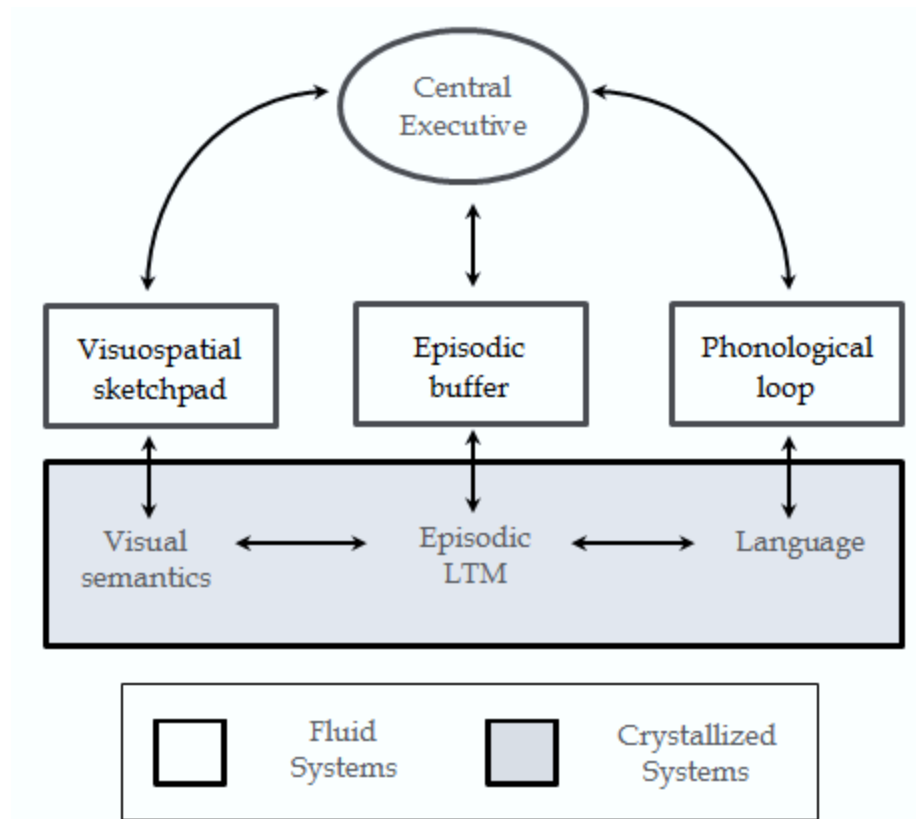 Central
Executive
Visuospatial
sketchpad
Episodic
buffer
Phonological
loop
Visual
semantics
Episodic
LTM
Language
Fluid
Systems
Crystallized
Systems